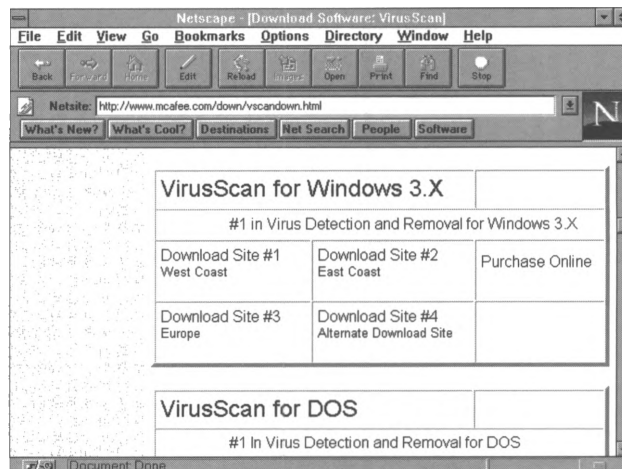 Netscape - [Download Software: VirusScan]
File Edit View Go Bookmarks Options Directory Window Help
Back Forward Home Edit Reload Images Open Print Find Stop
Netsite: http://www.mcafee.com/down/vscandown.html
N
What's New? What's Cool? Destinations Net Search People Software
VirusScan for Windows 3.X
#1 in Virus Detection and Removal for Windows 3.X
Download Site #1 Download Site #2 Purchase Online
West Coast East Coast
Download Site #3 Download Site #4
Europe Alternate Download Site
VirusScan for DOS
#1 In Virus Detection and Removal for DOS
Document: Done